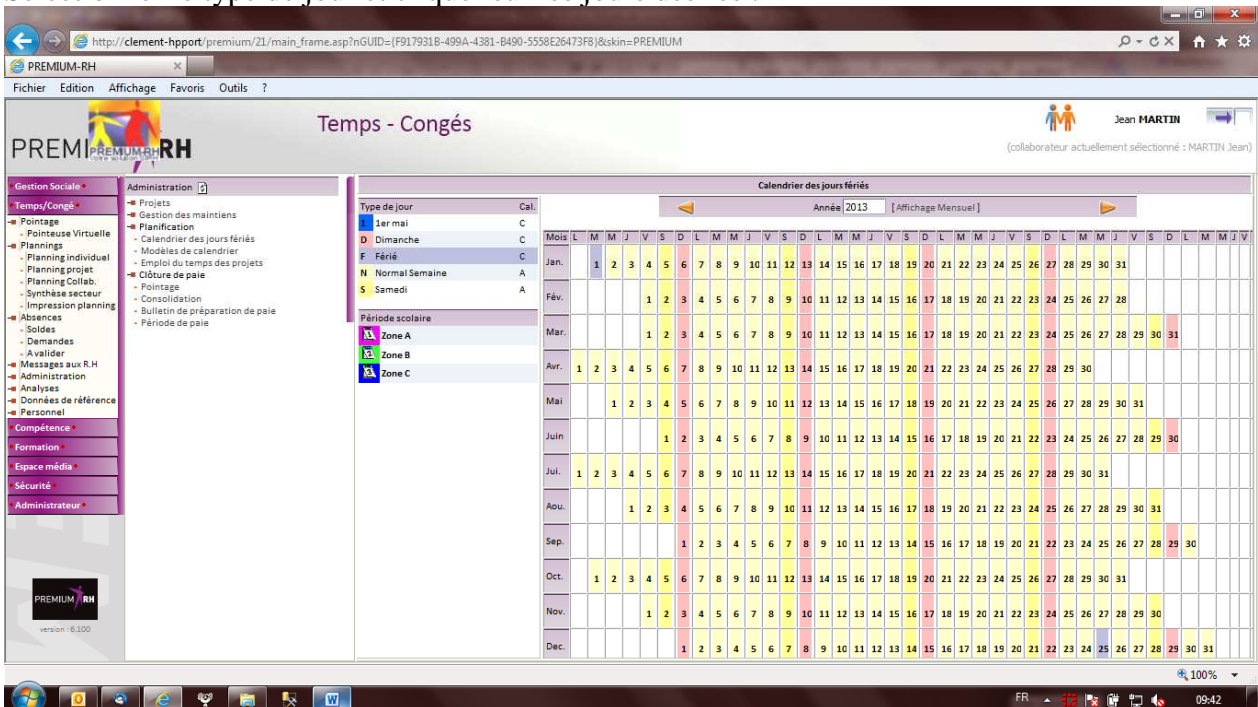 http://clement-hpport/premium/21/main_frame.asp?nGUID={F917931B-499A-4381-B490-5558E26473F8}&skin=PREMIUM
PREMIUM-RH
Fichier Edition Affichage Favoris Outils ?
PREMIUM-RH
Temps - Congés
Jean MARTIN
(collaborateur actuellement sélectionné : MARTIN Jean)
Gestion Sociale
Temps/Congé
Pointage
Pointeuse Virtuelle
Plannings
Planning individuel
Planning projet
Planning Collab.
Synthèse secteur
Impression planning
Absences
Soldes
Demandes
A valider
Messages aux R.H
Administration
Analyses
Données de référence
Personnel
Compétence
Formation
Espace média
Sécurité
Administrateur
PREMIUM RH
version : 6.100
Administration
Projets
Gestion des maintiens
Planification
Calendrier des jours fériés
Modèles de calendrier
Emploi du temps des projets
Clôture de paie
Pointage
Consolidation
Bulletin de préparation de paie
Période de paie
Calendrier des jours fériés
Type de jour Cal.
1 1er mai C
D Dimanche C
F Férié C
N Normal Semaine A
S Samedi A
Période scolaire
Zone A
Zone B
Zone C
Année 2013 [Affichage Mensuel]
Mois L M M J V S D L M M J V S D L M M J V S D L M M J V S D L M M J V S D L M M J V
Jan. 1 2 3 4 5 6 7 8 9 10 11 12 13 14 15 16 17 18 19 20 21 22 23 24 25 26 27 28 29 30 31
Fév. 1 2 3 4 5 6 7 8 9 10 11 12 13 14 15 16 17 18 19 20 21 22 23 24 25 26 27 28
Mar. 1 2 3 4 5 6 7 8 9 10 11 12 13 14 15 16 17 18 19 20 21 22 23 24 25 26 27 28 29 30 31
Avr. 1 2 3 4 5 6 7 8 9 10 11 12 13 14 15 16 17 18 19 20 21 22 23 24 25 26 27 28 29 30
Mai 1 2 3 4 5 6 7 8 9 10 11 12 13 14 15 16 17 18 19 20 21 22 23 24 25 26 27 28 29 30 31
Juin 1 2 3 4 5 6 7 8 9 10 11 12 13 14 15 16 17 18 19 20 21 22 23 24 25 26 27 28 29 30
Jui. 1 2 3 4 5 6 7 8 9 10 11 12 13 14 15 16 17 18 19 20 21 22 23 24 25 26 27 28 29 30 31
Aou. 1 2 3 4 5 6 7 8 9 10 11 12 13 14 15 16 17 18 19 20 21 22 23 24 25 26 27 28 29 30 31
Sep. 1 2 3 4 5 6 7 8 9 10 11 12 13 14 15 16 17 18 19 20 21 22 23 24 25 26 27 28 29 30
Oct. 1 2 3 4 5 6 7 8 9 10 11 12 13 14 15 16 17 18 19 20 21 22 23 24 25 26 27 28 29 30 31
Nov. 1 2 3 4 5 6 7 8 9 10 11 12 13 14 15 16 17 18 19 20 21 22 23 24 25 26 27 28 29 30
Dec. 1 2 3 4 5 6 7 8 9 10 11 12 13 14 15 16 17 18 19 20 21 22 23 24 25 26 27 28 29 30 31
100%
FR 09:42